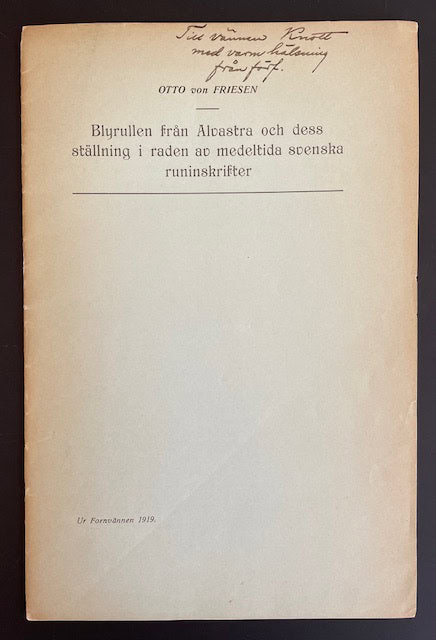 Till vännen Knott
med varm hälsning
från förf.
OTTO von FRIESEN
Blyrullen från Alvastra och dess
ställning i raden av medeltida svenska
runinskrifter
Ur Fornvännen 1919.